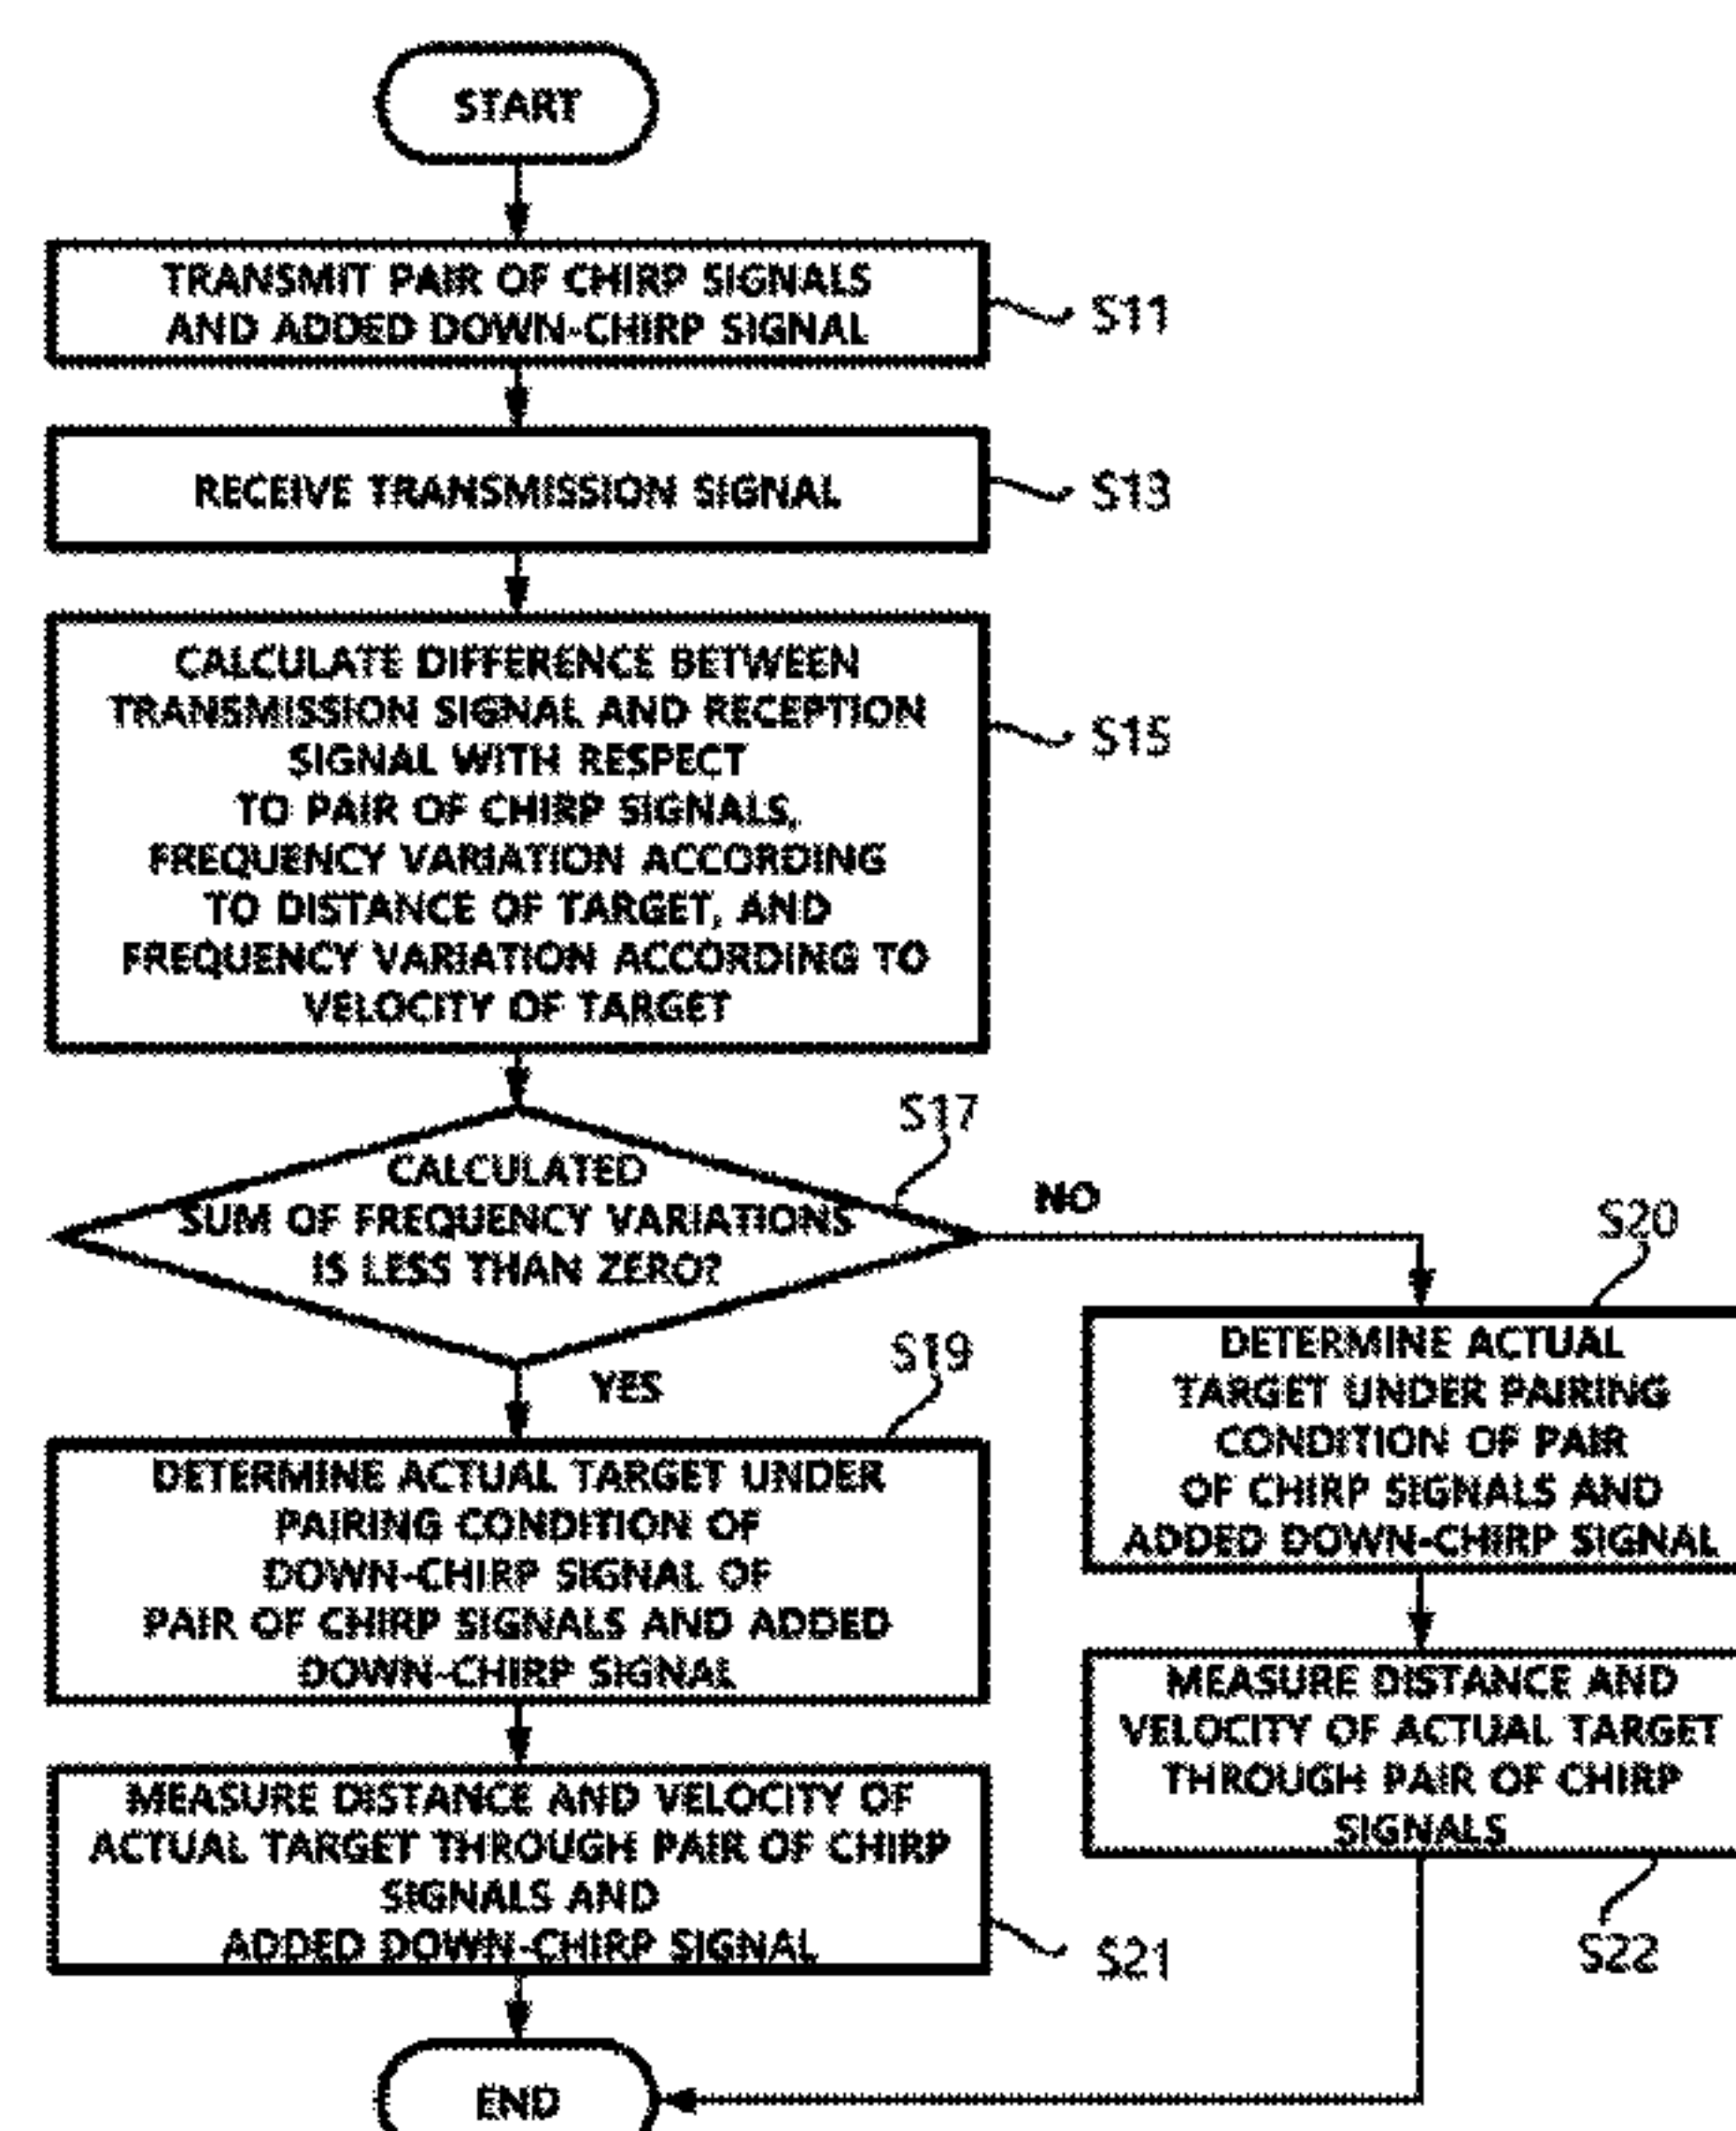 START
TRANSMIT PAIR OF CHIRP SIGNALS
AND ADDED DOWN-CHIRP SIGNAL
S11
RECEIVE TRANSMISSION SIGNAL
S13
CALCULATE DIFFERENCE BETWEEN
TRANSMISSION SIGNAL AND RECEPTION
SIGNAL WITH RESPECT
TO PAIR OF CHIRP SIGNALS,
FREQUENCY VARIATION ACCORDING
TO DISTANCE OF TARGET, AND
FREQUENCY VARIATION ACCORDING TO
VELOCITY OF TARGET
S15
S17
CALCULATED
SUM OF FREQUENCY VARIATIONS
IS LESS THAN ZERO?
NO
YES
S19
DETERMINE ACTUAL TARGET UNDER
PAIRING CONDITION OF
DOWN-CHIRP SIGNAL OF
PAIR OF CHIRP SIGNALS AND ADDED
DOWN-CHIRP SIGNAL
MEASURE DISTANCE AND VELOCITY OF
ACTUAL TARGET THROUGH PAIR OF CHIRP
SIGNALS AND
ADDED DOWN-CHIRP SIGNAL
S21
S20
DETERMINE ACTUAL
TARGET UNDER PAIRING
CONDITION OF PAIR
OF CHIRP SIGNALS AND
ADDED DOWN-CHIRP SIGNAL
MEASURE DISTANCE AND
VELOCITY OF ACTUAL TARGET
THROUGH PAIR OF CHIRP
SIGNALS
S22
END